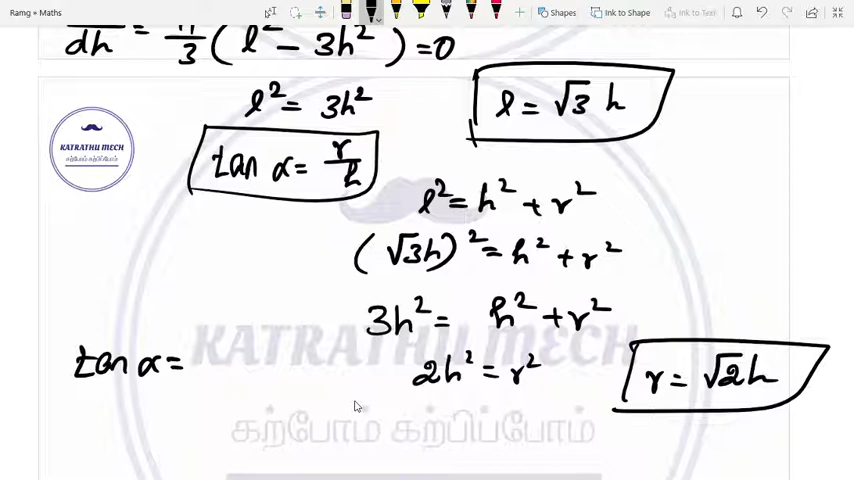 Ramg » Maths
Shapes Ink to Shape Ink to Text
dh = π/3 ( l² − 3h² ) = 0
l² = 3h²
l = √3 h
KATRATHU MECH
கற்போம் கற்பிப்போம்
tan α = r/h
l² = h² + r²
(√3h)² = h² + r²
3h² = h² + r²
KATRATHU MECH
tan α =
2h² = r²
r = √2h
கற்போம் கற்பிப்போம்